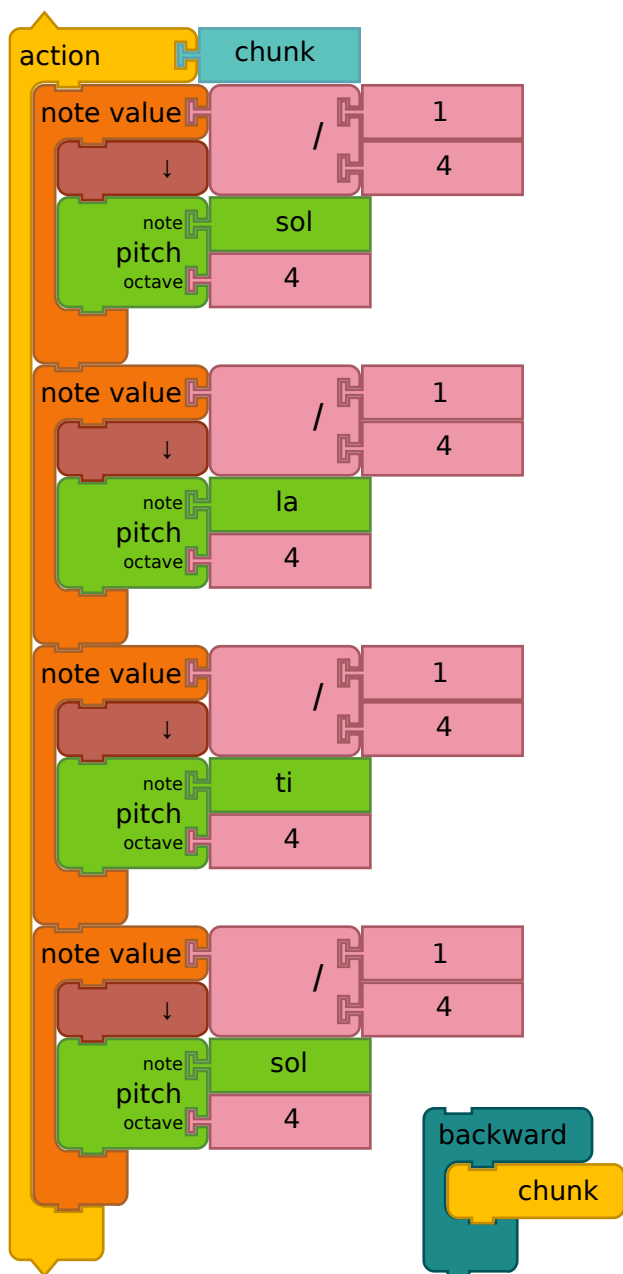 action chunk
note value / 1
4
↓
note sol
pitch
octave 4
note value / 1
4
↓
note la
pitch
octave 4
note value / 1
4
↓
note ti
pitch
octave 4
note value / 1
4
↓
note sol
pitch
octave 4
backward
chunk